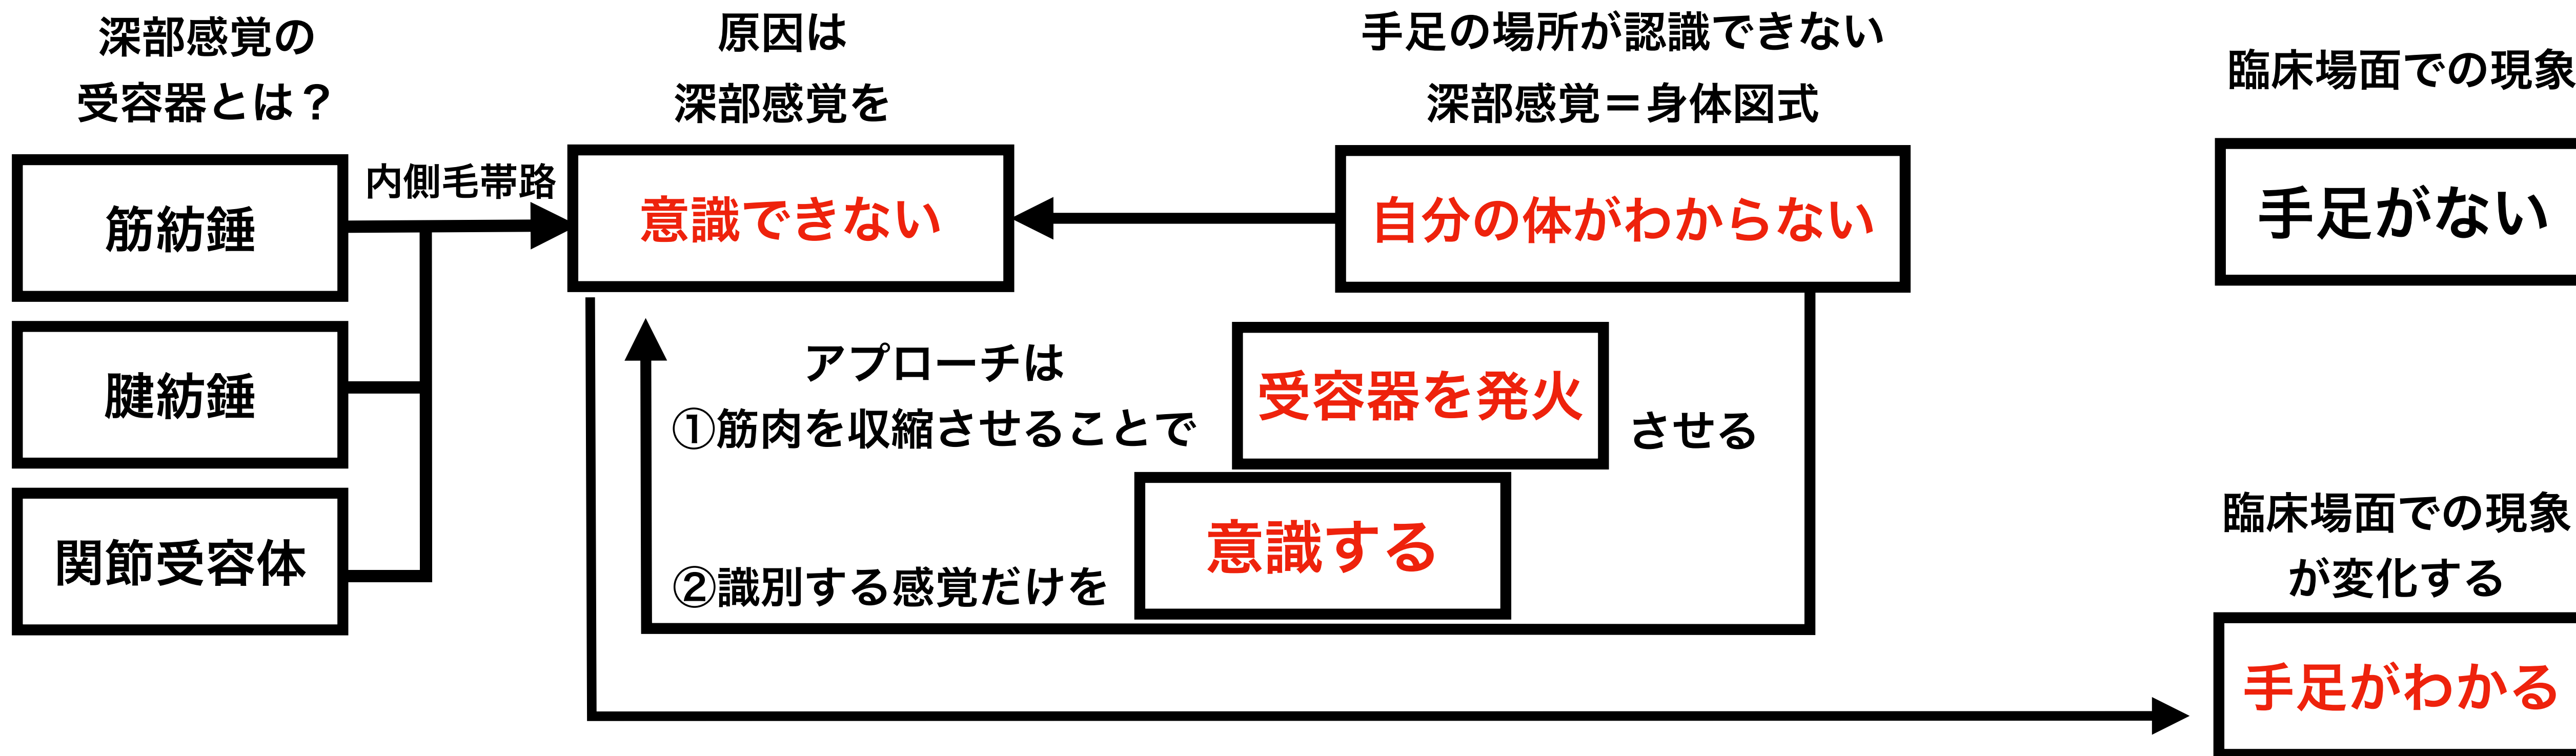 深部感覚の
受容器とは？
筋紡錘
腱紡錘
関節受容体
内側毛帯路
原因は
深部感覚を
意識できない
手足の場所が認識できない
深部感覚＝身体図式
自分の体がわからない
アプローチは
①筋肉を収縮させることで
受容器を発火
させる
②識別する感覚だけを
意識する
臨床場面での現象
手足がない
臨床場面での現象
が変化する
手足がわかる